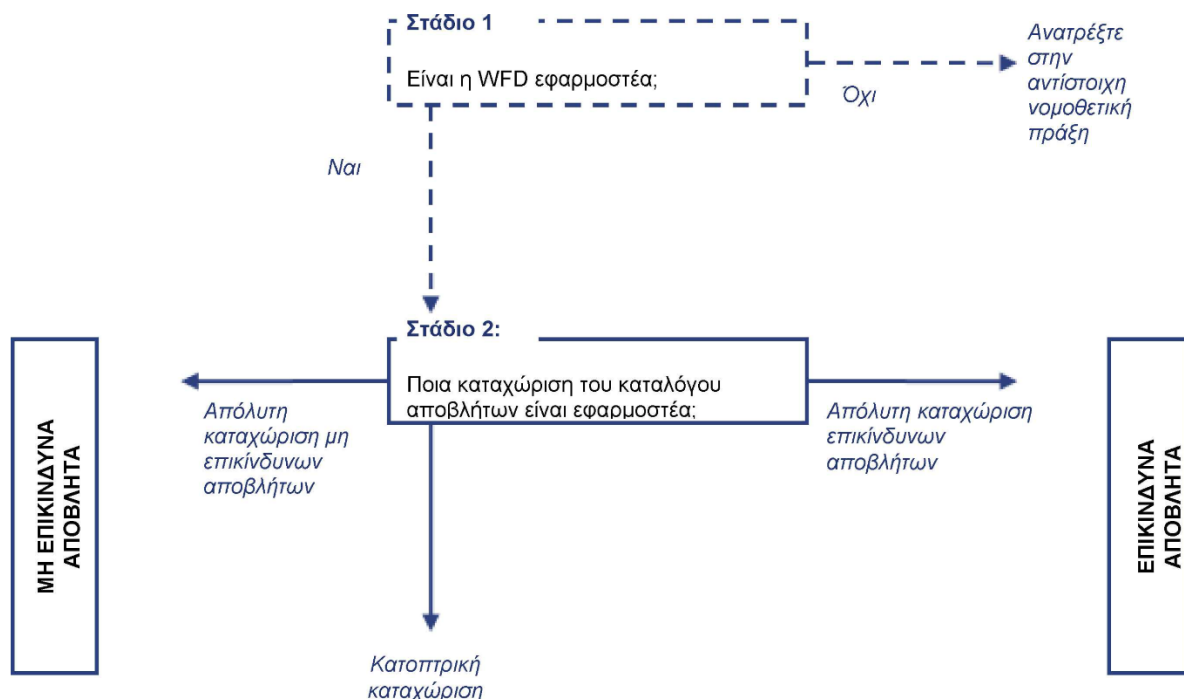 Στάδιο 1
Είναι η WFD εφαρμοστέα;
Όχι
Ανατρέξτε
στην
αντίστοιχη
νομοθετική
πράξη
Ναι
Στάδιο 2:
Ποια καταχώριση του καταλόγου
αποβλήτων είναι εφαρμοστέα;
Απόλυτη
καταχώριση μη
επικίνδυνων
αποβλήτων
Απόλυτη καταχώριση
επικίνδυνων
αποβλήτων
ΜΗ ΕΠΙΚΙΝΔΥΝΑ
ΑΠΟΒΛΗΤΑ
ΕΠΙΚΙΝΔΥΝΑ
ΑΠΟΒΛΗΤΑ
Κατοπτρική
καταχώριση